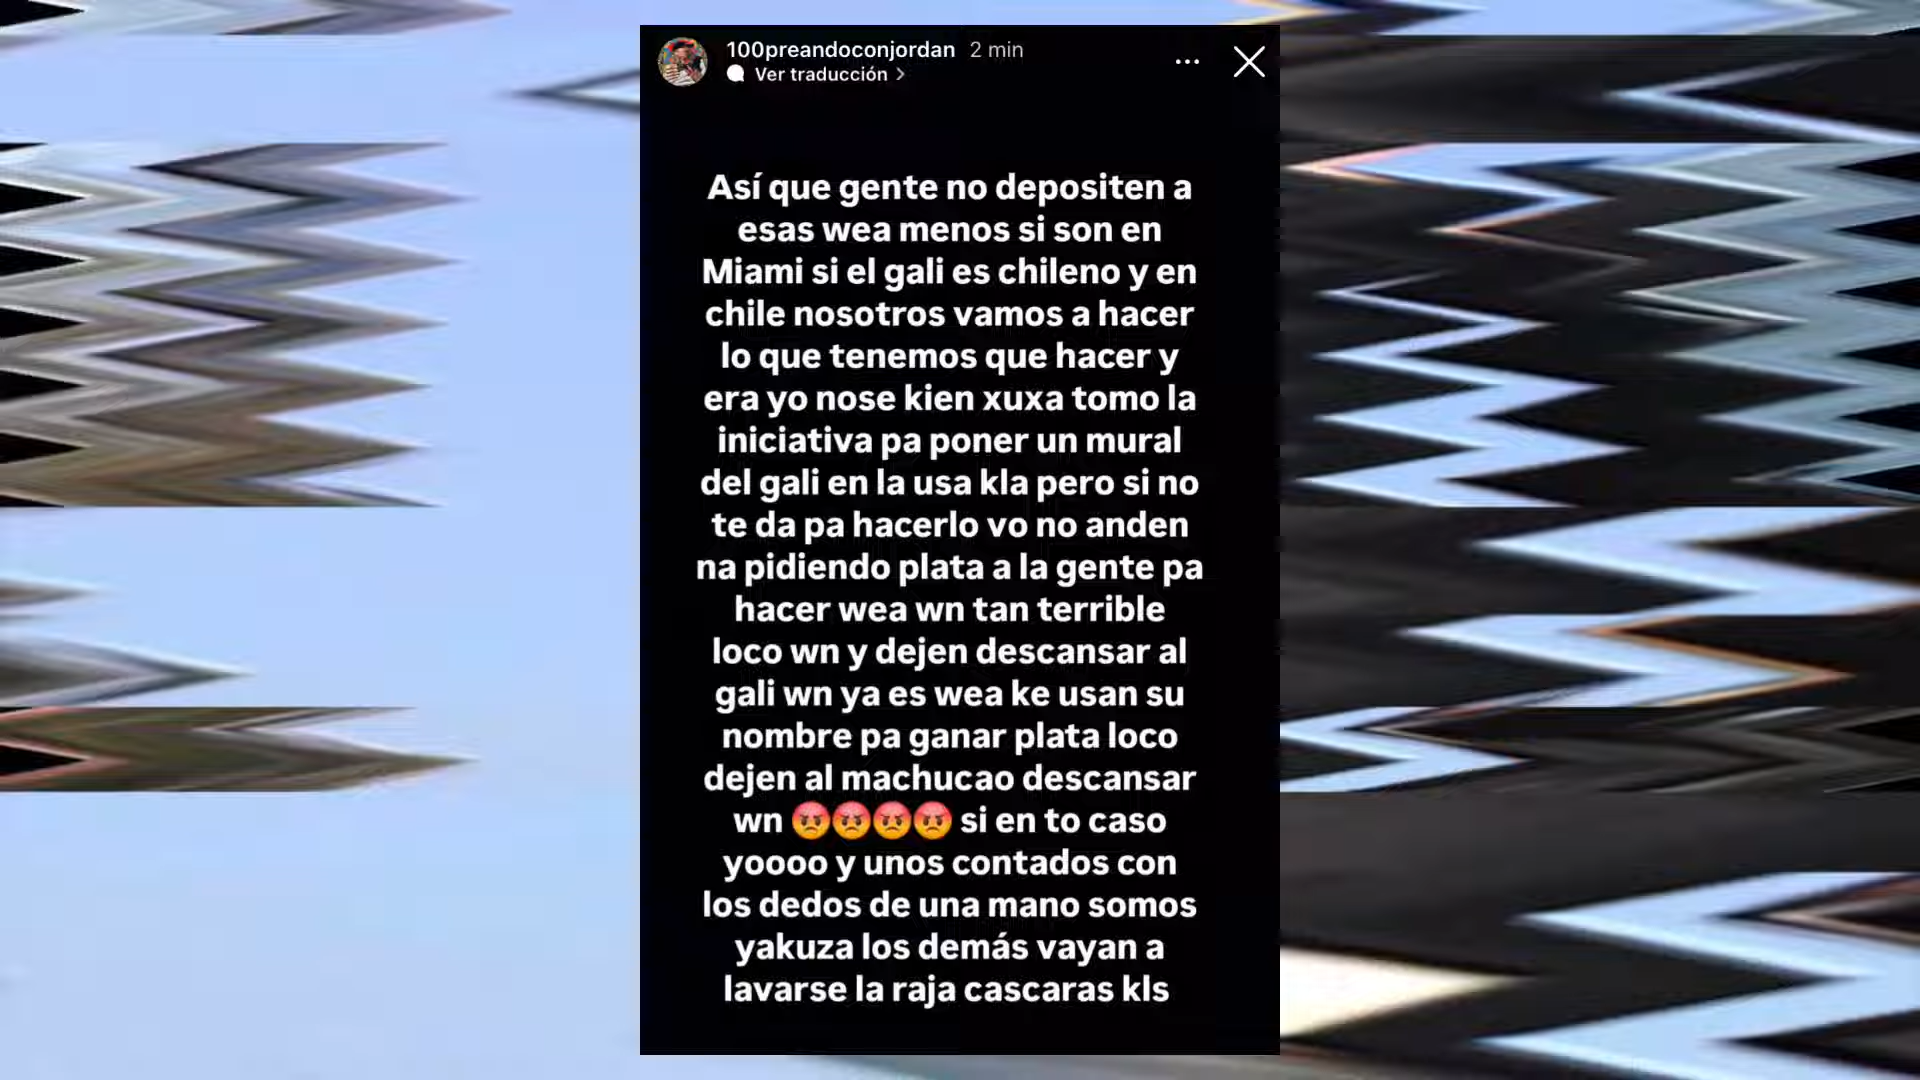 100preandoconjordan 2 min
Ver traducción >
Así que gente no depositen a
esas wea menos si son en
Miami si el gali es chileno y en
chile nosotros vamos a hacer
lo que tenemos que hacer y
era yo nose kien xuxa tomo la
iniciativa pa poner un mural
del gali en la usa kla pero si no
te da pa hacerlo vo no anden
na pidiendo plata a la gente pa
hacer wea wn tan terrible
loco wn y dejen descansar al
gali wn ya es wea ke usan su
nombre pa ganar plata loco
dejen al machucao descansar
wn 😡😡😡😡 si en to caso
yoooo y unos contados con
los dedos de una mano somos
yakuza los demás vayan a
lavarse la raja cascaras kls